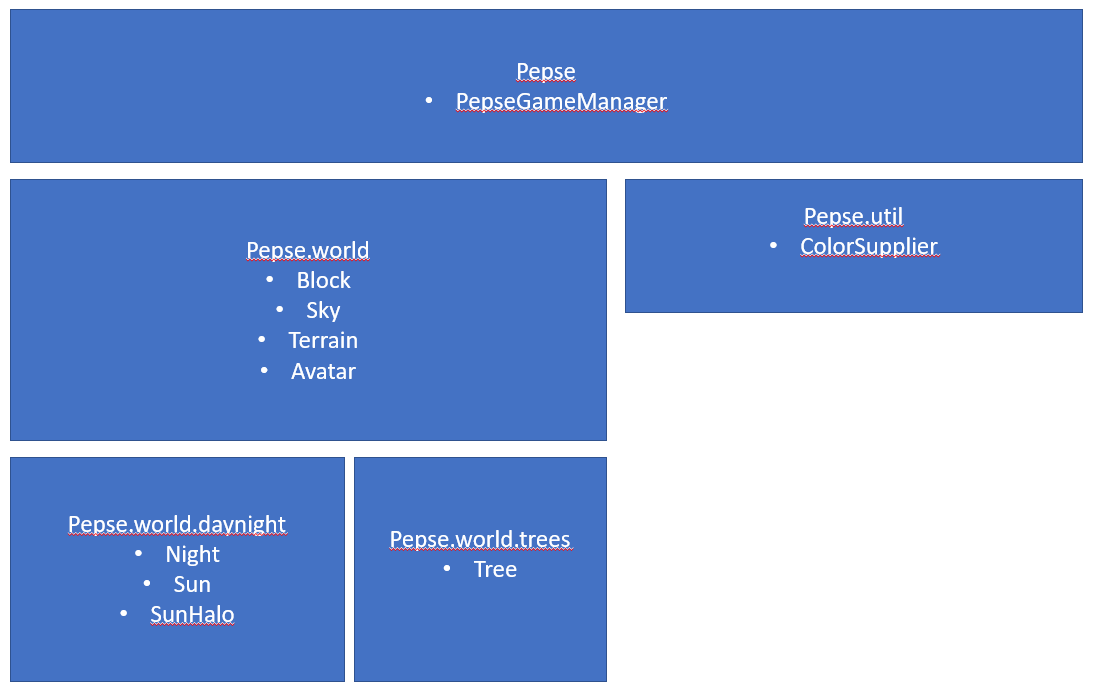 Pepse
• PepseGameManager
Pepse.world
• Block
• Sky
• Terrain
• Avatar
Pepse.util
• ColorSupplier
Pepse.world.daynight
• Night
• Sun
• SunHalo
Pepse.world.trees
• Tree